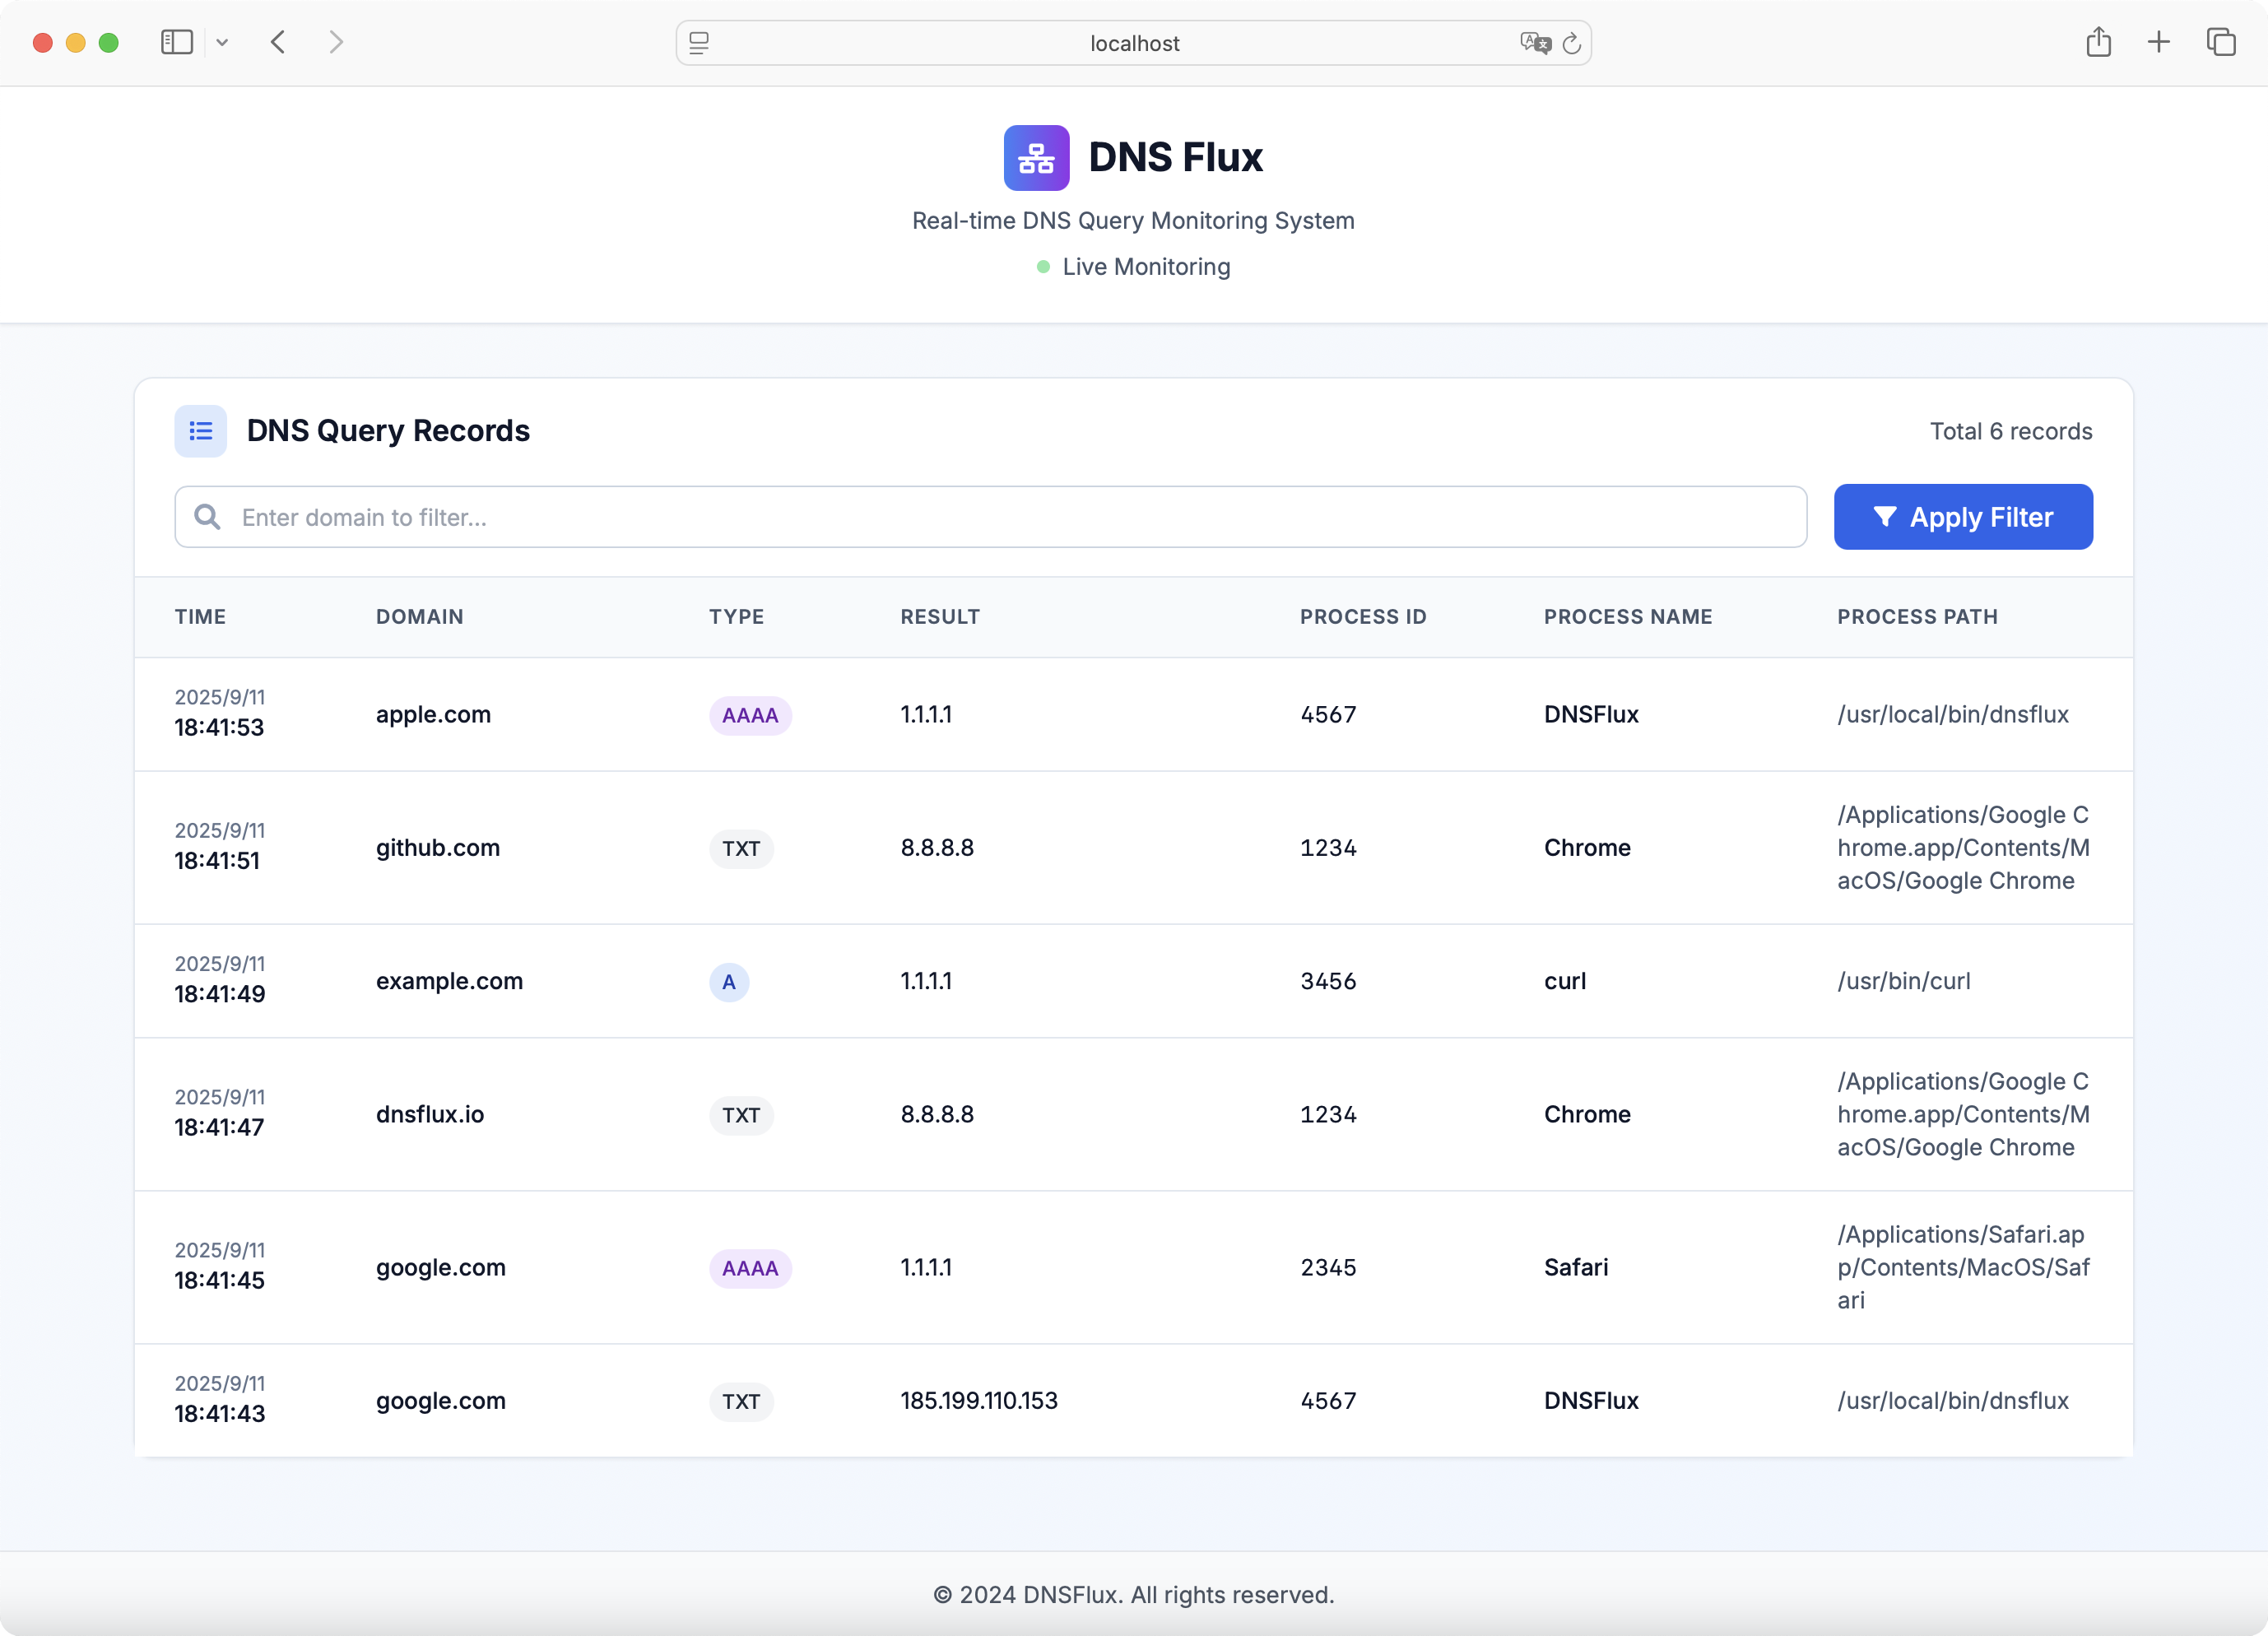 localhost
DNS Flux
Real-time DNS Query Monitoring System
Live Monitoring
DNS Query Records
Total 6 records
Enter domain to filter...
Apply Filter
TIME DOMAIN TYPE RESULT PROCESS ID PROCESS NAME PROCESS PATH
2025/9/11
18:41:53 apple.com AAAA 1.1.1.1 4567 DNSFlux /usr/local/bin/dnsflux
2025/9/11
18:41:51 github.com TXT 8.8.8.8 1234 Chrome /Applications/Google C
hrome.app/Contents/M
acOS/Google Chrome
2025/9/11
18:41:49 example.com A 1.1.1.1 3456 curl /usr/bin/curl
2025/9/11
18:41:47 dnsflux.io TXT 8.8.8.8 1234 Chrome /Applications/Google C
hrome.app/Contents/M
acOS/Google Chrome
2025/9/11
18:41:45 google.com AAAA 1.1.1.1 2345 Safari /Applications/Safari.ap
p/Contents/MacOS/Saf
ari
2025/9/11
18:41:43 google.com TXT 185.199.110.153 4567 DNSFlux /usr/local/bin/dnsflux
© 2024 DNSFlux. All rights reserved.